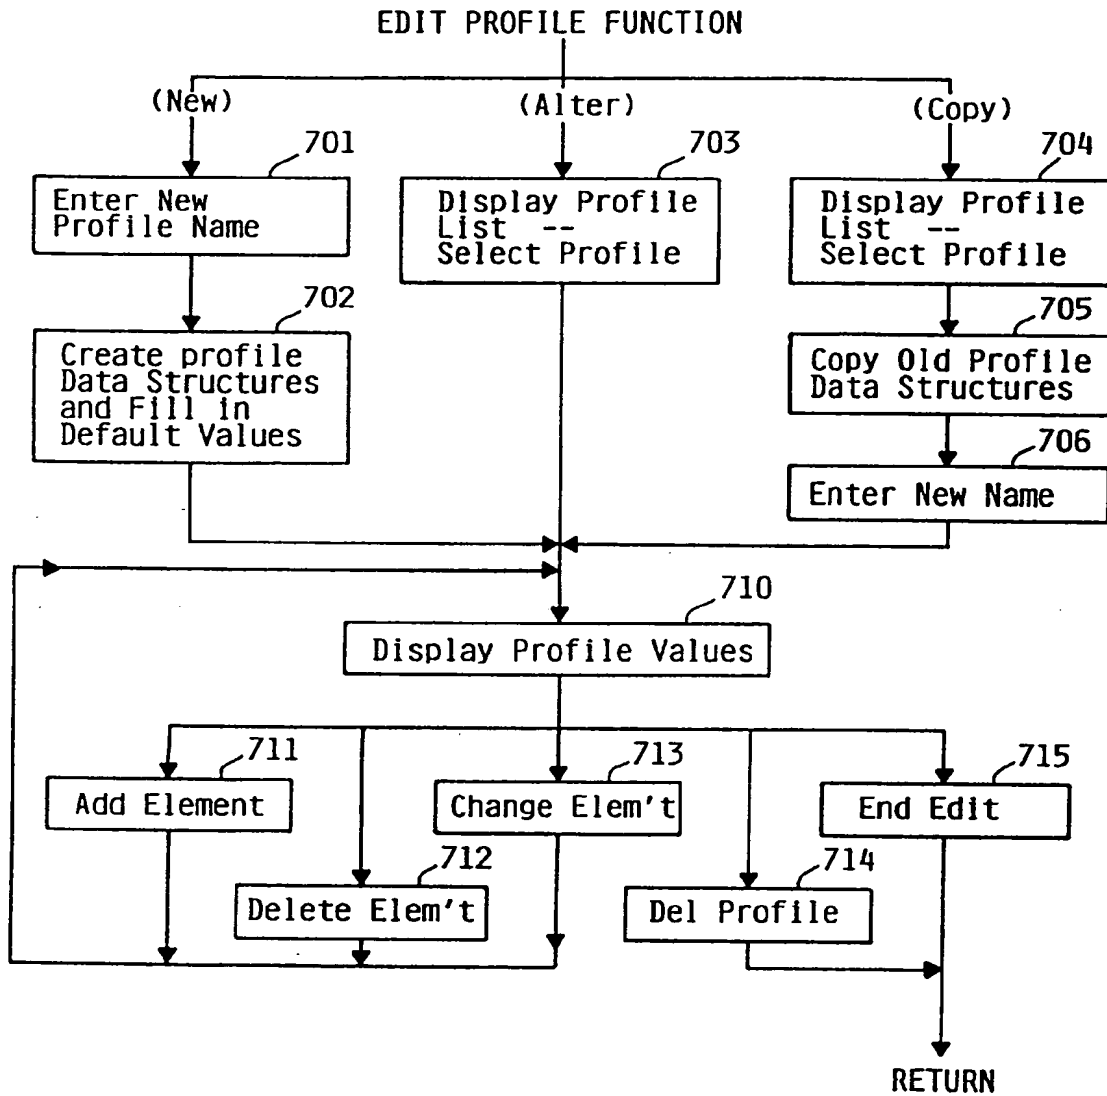 EDIT PROFILE FUNCTION
(New)
(Alter)
(Copy)
701
703
704
Enter New
Profile Name
Display Profile
List --
Select Profile
Display Profile
List --
Select Profile
702
705
Create profile
Data Structures
and Fill in
Default Values
Copy Old Profile
Data Structures
706
Enter New Name
710
Display Profile Values
711
713
715
Add Element
Change Elem't
End Edit
712
714
Delete Elem't
Del Profile
RETURN